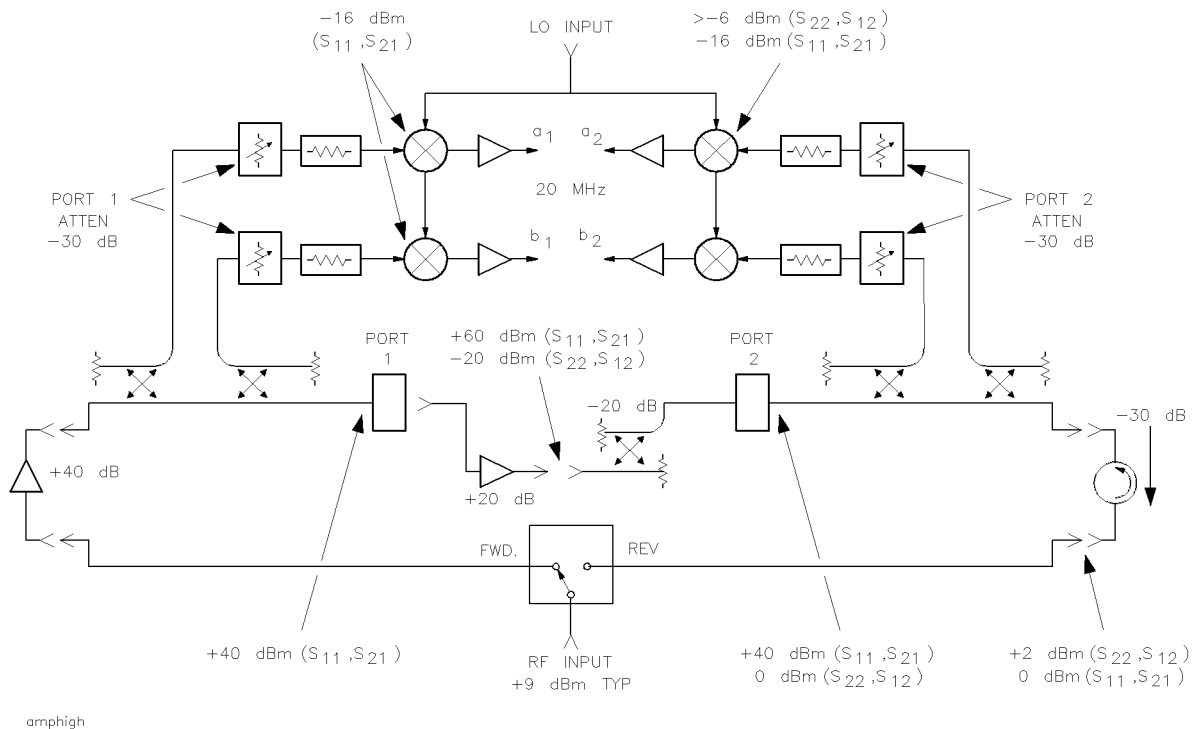 −16 dBm
(S11 ,S21)
LO INPUT
>−6 dBm (S22 ,S12)
−16 dBm (S11 ,S21)
a1
a2
20 MHz
PORT 1
ATTEN
−30 dB
PORT 2
ATTEN
−30 dB
b1
b2
PORT
1
+60 dBm (S11 ,S21)
−20 dBm (S22 ,S12)
PORT
2
−20 dB
−30 dB
+40 dB
+20 dB
FWD.
REV
+40 dBm (S11 ,S21)
RF INPUT
+9 dBm TYP
+40 dBm (S11 ,S21)
0 dBm (S22 ,S12)
+2 dBm (S22 ,S12)
0 dBm (S11 ,S21)
amphigh